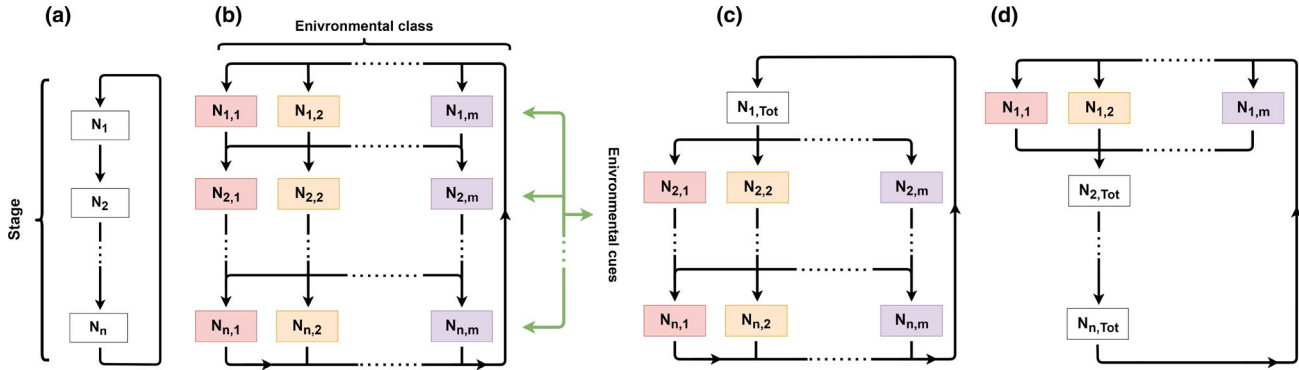 (a)
Stage
N1
N2
Nn
(b)
Enivronmental class
N1,1 N1,2 N1,m
N2,1 N2,2 N2,m
Nn,1 Nn,2 Nn,m
Enivronmental cues
(c)
N1,Tot
N2,1 N2,2 N2,m
Nn,1 Nn,2 Nn,m
(d)
N1,1 N1,2 N1,m
N2,Tot
Nn,Tot